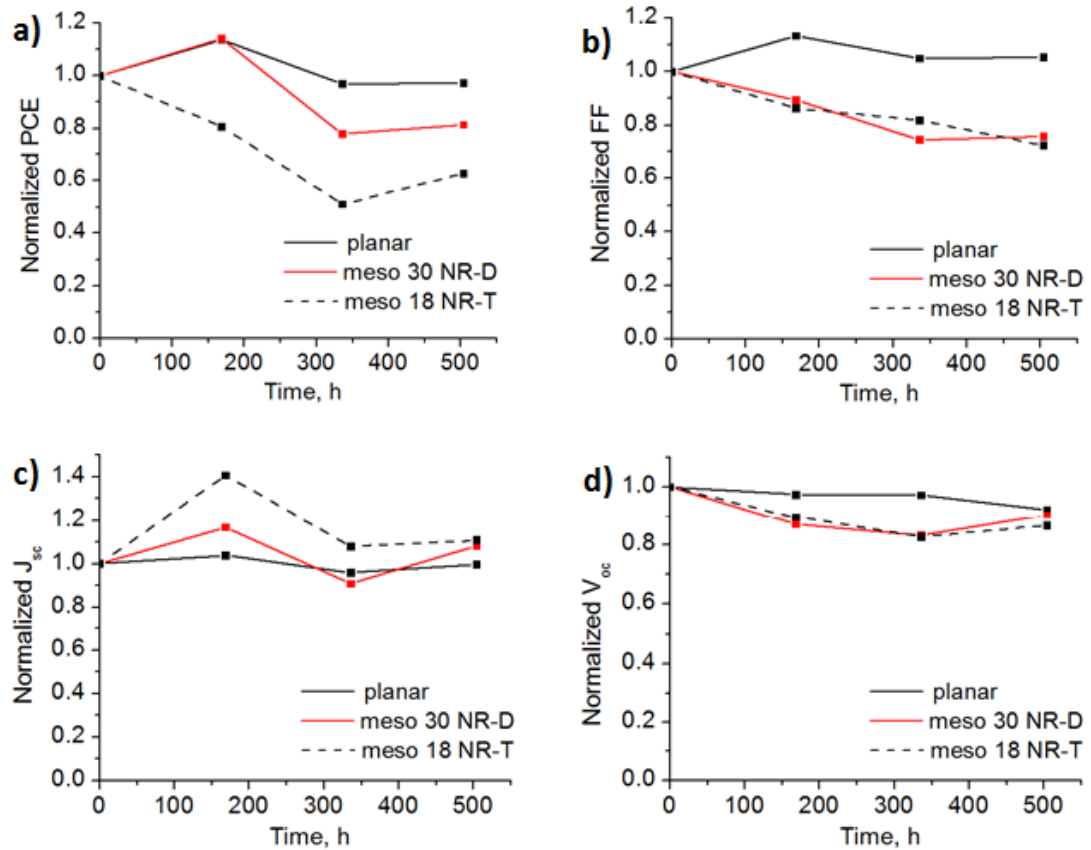 a)
Normalized PCE
1.2
1.0
0.8
0.6
0.4
0.2
0.0
planar
meso 30 NR-D
meso 18 NR-T
0 100 200 300 400 500
Time, h
b)
Normalized FF
1.2
1.0
0.8
0.6
0.4
0.2
0.0
planar
meso 30 NR-D
meso 18 NR-T
0 100 200 300 400 500
Time, h
c)
Normalized Jsc
1.4
1.2
1.0
0.8
0.6
0.4
0.2
0.0
planar
meso 30 NR-D
meso 18 NR-T
0 100 200 300 400 500
Time, h
d)
Normalized Voc
1.0
0.8
0.6
0.4
0.2
0.0
planar
meso 30 NR-D
meso 18 NR-T
0 100 200 300 400 500
Time, h